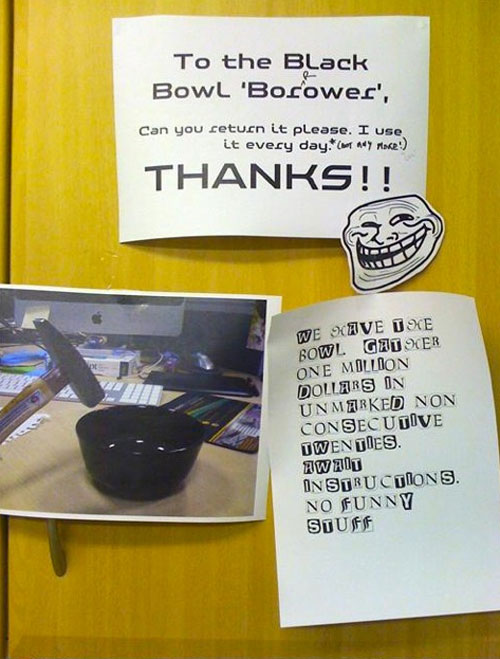 To the Black
Bowl 'Borower',
r
Can you return it please. I use
it every day.* (NOT ANY MORE!)
THANKS!!
WE HAVE THE
BOWL. GATHER
ONE MILLION
DOLLARS IN
UNMARKED NON
CONSECUTIVE
TWENTIES.
AWAIT
INSTRUCTIONS.
NO FUNNY
STUFF